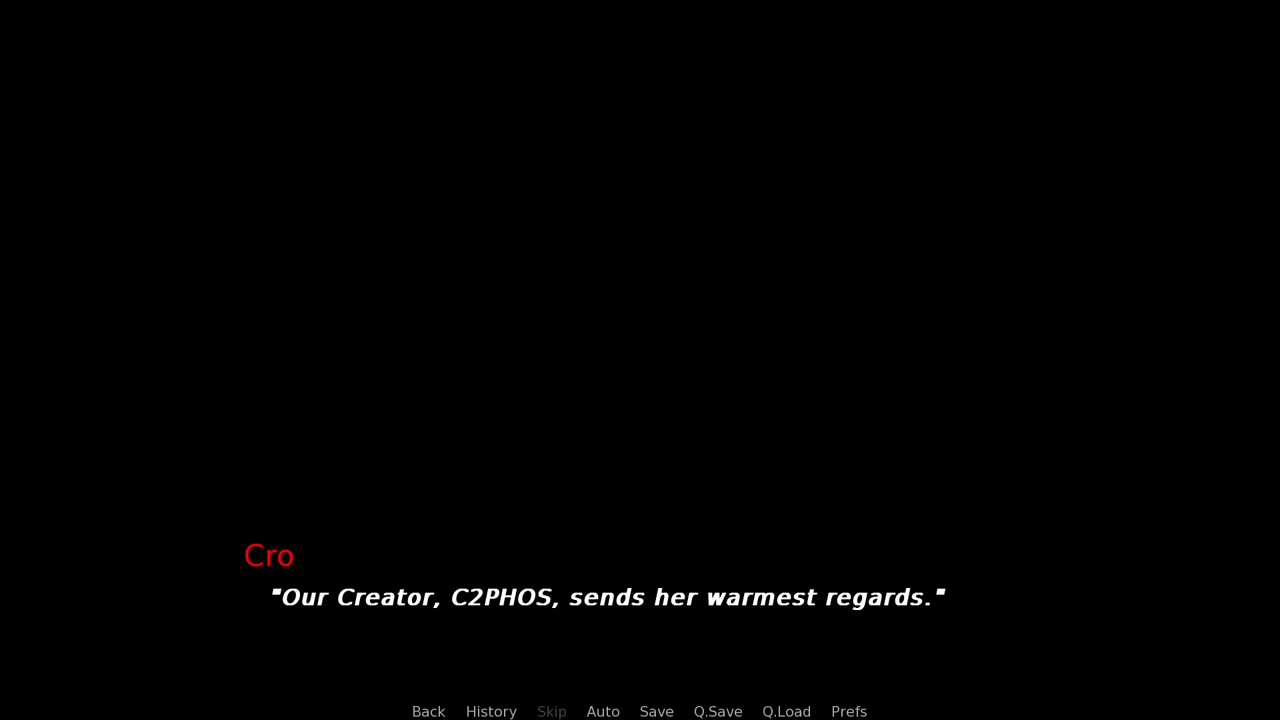 Cro
"Our Creator, C2PHOS, sends her warmest regards."
Back History Skip Auto Save Q.Save Q.Load Prefs